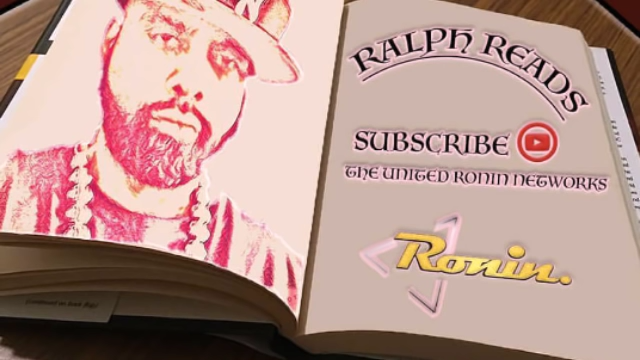 RALPH READS
SUBSCRIBE
THE UNITED RONIN NETWORKS
Ronin.